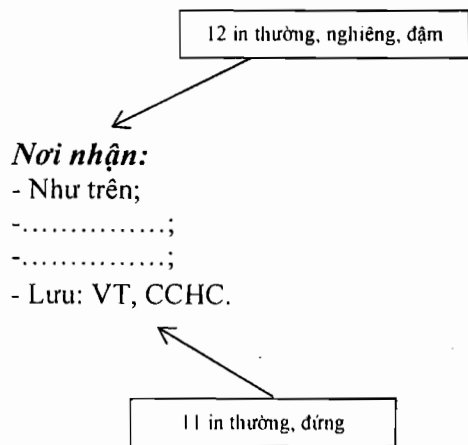 12 in thường, nghiêng, đậm
Nơi nhận:
- Như trên;
-……………;
-……………;
- Lưu: VT, CCHC.
11 in thường, đứng